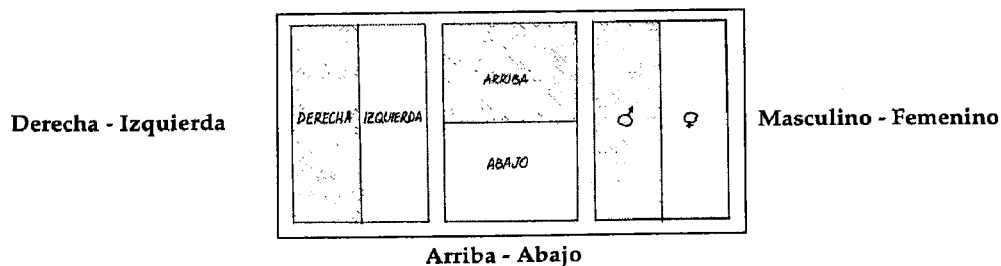 ARRIBA
DERECHA IZQUIERDA
♂ ♀
Derecha - Izquierda
Masculino - Femenino
ABAJO
Arriba - Abajo